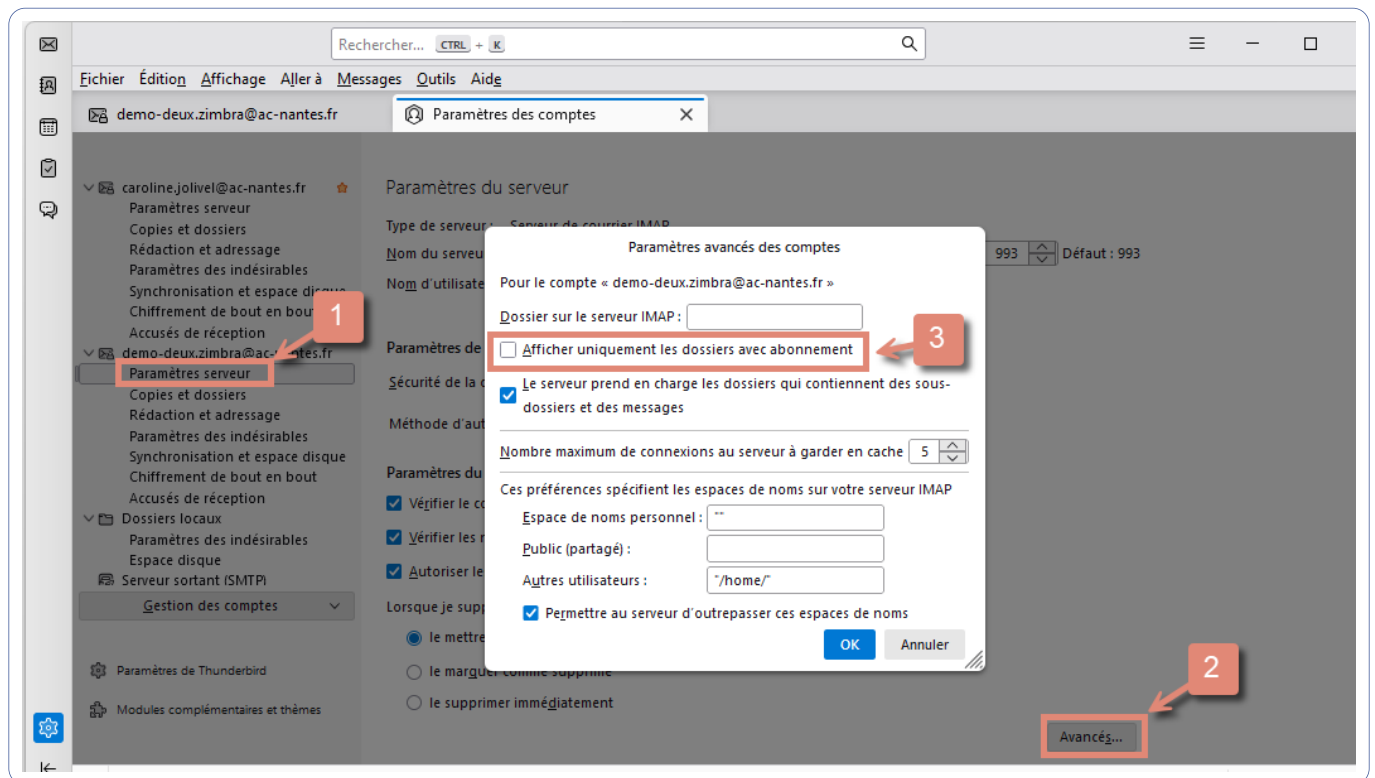 Rechercher... CTRL + K
Fichier Édition Affichage Aller à Messages Outils Aide
demo-deux.zimbra@ac-nantes.fr
Paramètres des comptes
caroline.jolivel@ac-nantes.fr
Paramètres serveur
Copies et dossiers
Rédaction et adressage
Paramètres des indésirables
Synchronisation et espace disque
Chiffrement de bout en bout
Accusés de réception
demo-deux.zimbra@ac-nantes.fr
Paramètres serveur
Copies et dossiers
Rédaction et adressage
Paramètres des indésirables
Synchronisation et espace disque
Chiffrement de bout en bout
Accusés de réception
Dossiers locaux
Paramètres des indésirables
Espace disque
Serveur sortant (SMTP)
Gestion des comptes
Paramètres de Thunderbird
Modules complémentaires et thèmes
1
Paramètres du serveur
Type de serveur : Serveur de courrier IMAP
Nom du serveu
993 Défaut : 993
Nom d'utilisate
Paramètres de
Sécurité de la
Méthode d'aut
Paramètres du
Vérifier le
Vérifier les
Autoriser le
Lorsque je supp
le mettre
le marquer comme supprimé
le supprimer immédiatement
Avancés...
2
Paramètres avancés des comptes
Pour le compte « demo-deux.zimbra@ac-nantes.fr »
Dossier sur le serveur IMAP :
Afficher uniquement les dossiers avec abonnement
3
Le serveur prend en charge les dossiers qui contiennent des sous-
dossiers et des messages
Nombre maximum de connexions au serveur à garder en cache 5
Ces préférences spécifient les espaces de noms sur votre serveur IMAP
Espace de noms personnel : ""
Public (partagé) :
Autres utilisateurs : "/home/"
Permettre au serveur d'outrepasser ces espaces de noms
OK Annuler